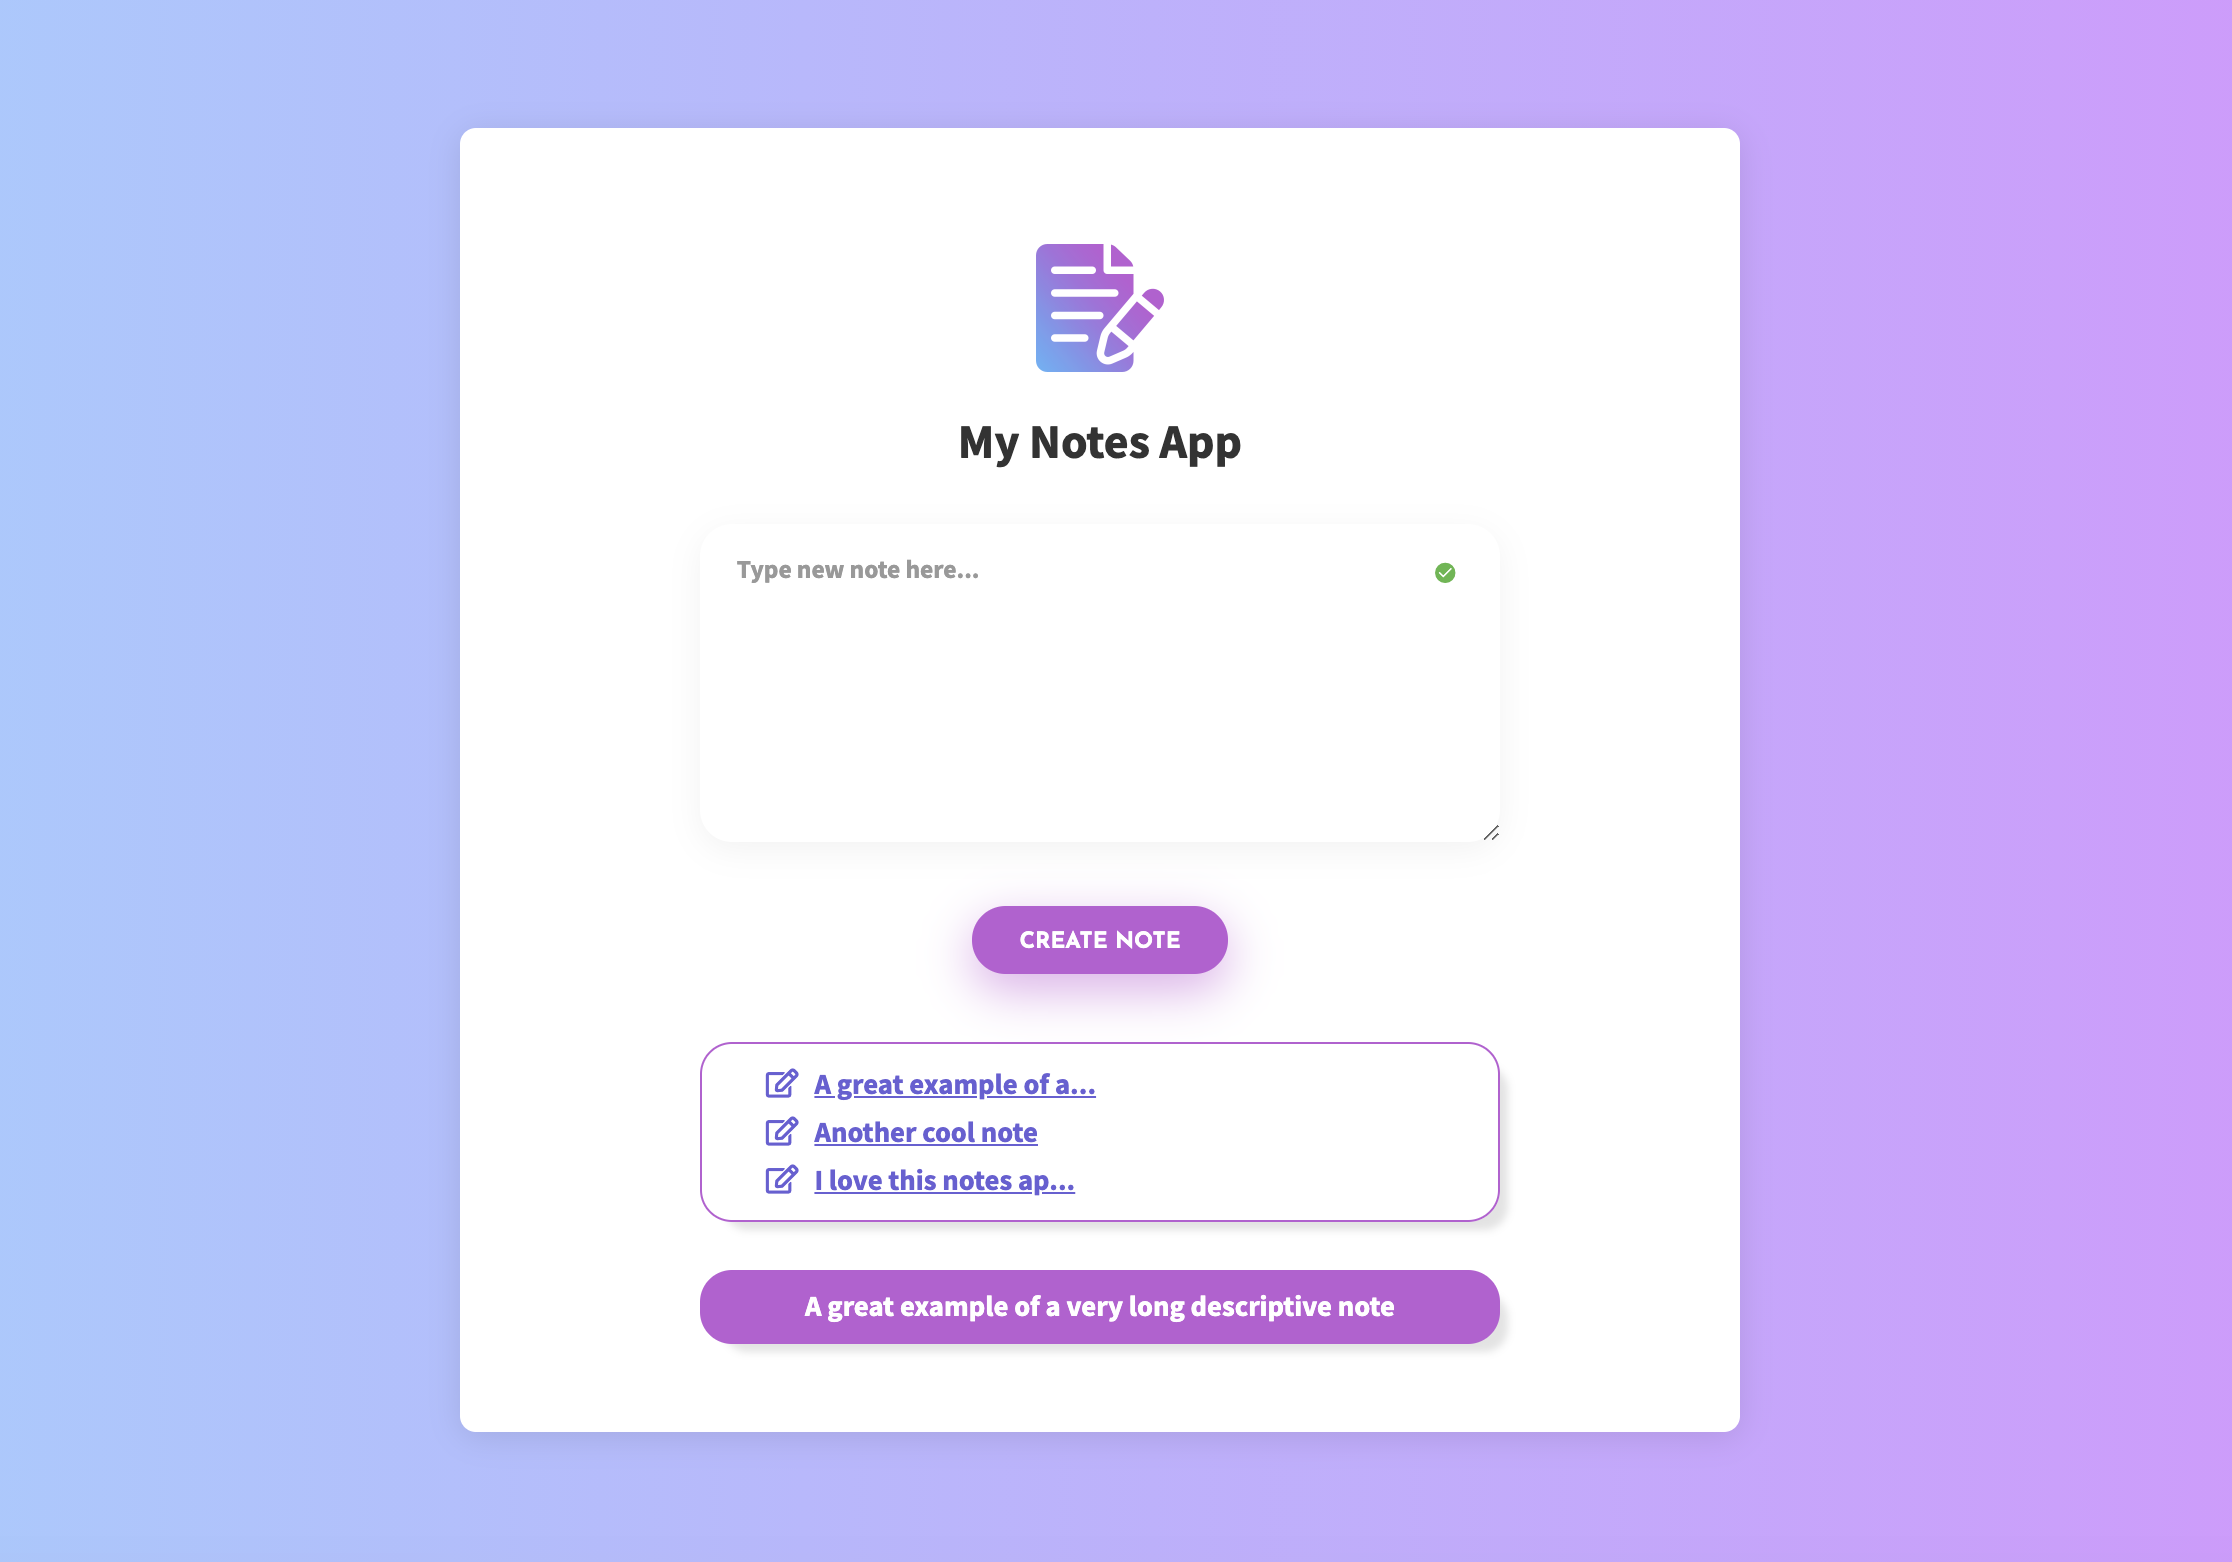 My Notes App
Type new note here...
CREATE NOTE
A great example of a...
Another cool note
I love this notes ap...
A great example of a very long descriptive note